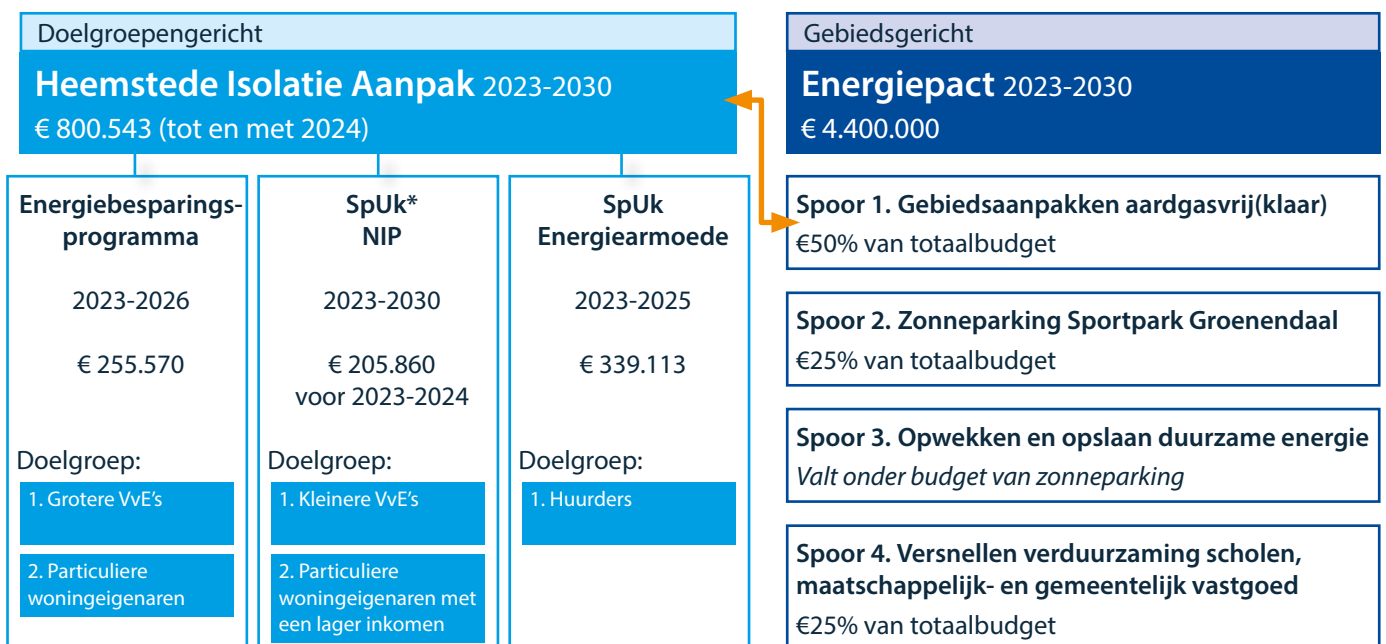 Doelgroepengericht
Heemstede Isolatie Aanpak 2023-2030
€ 800.543 (tot en met 2024)
Energiebesparings-
programma
2023-2026
€ 255.570
Doelgroep:
1. Grotere VvE's
2. Particuliere
woningeigenaren
SpUk*
NIP
2023-2030
€ 205.860
voor 2023-2024
Doelgroep:
1. Kleinere VvE's
2. Particuliere
woningeigenaren met
een lager inkomen
SpUk
Energiearmoede
2023-2025
€ 339.113
Doelgroep:
1. Huurders
Gebiedsgericht
Energiepact 2023-2030
€ 4.400.000
Spoor 1. Gebiedsaanpakken aardgasvrij(klaar)
€50% van totaalbudget
Spoor 2. Zonneparking Sportpark Groenendaal
€25% van totaalbudget
Spoor 3. Opwekken en opslaan duurzame energie
Valt onder budget van zonneparking
Spoor 4. Versnellen verduurzaming scholen,
maatschappelijk- en gemeentelijk vastgoed
€25% van totaalbudget